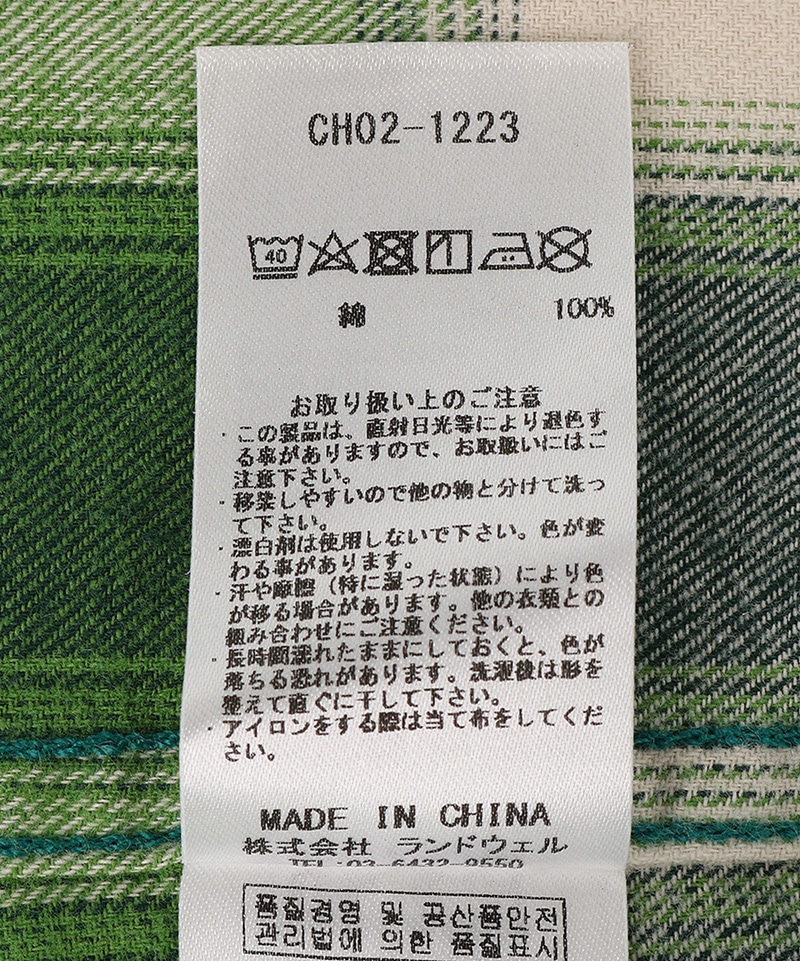 CH02-1223
40
綿 100%
お取り扱い上のご注意
・この製品は、直射日光等により退色す
る事がありますので、お取扱いにはご
注意下さい。
・移染しやすいので他の物と分けて洗っ
て下さい。
・漂白剤は使用しないで下さい。色が変
わる事があります。
・汗や摩擦（特に湿った状態）により色
が移る場合があります。他の衣類との
組み合わせにご注意ください。
・長時間濡れたままにしておくと、色が
落ちる恐れがあります。洗濯後は形を
整えて直ぐに干して下さい。
・アイロンをする際は当て布をしてくだ
さい。
MADE IN CHINA
株式会社 ランドウェル
TEL:03-6432-9550
품질경영 및 공산품안전
관리법에 의한 품질표시